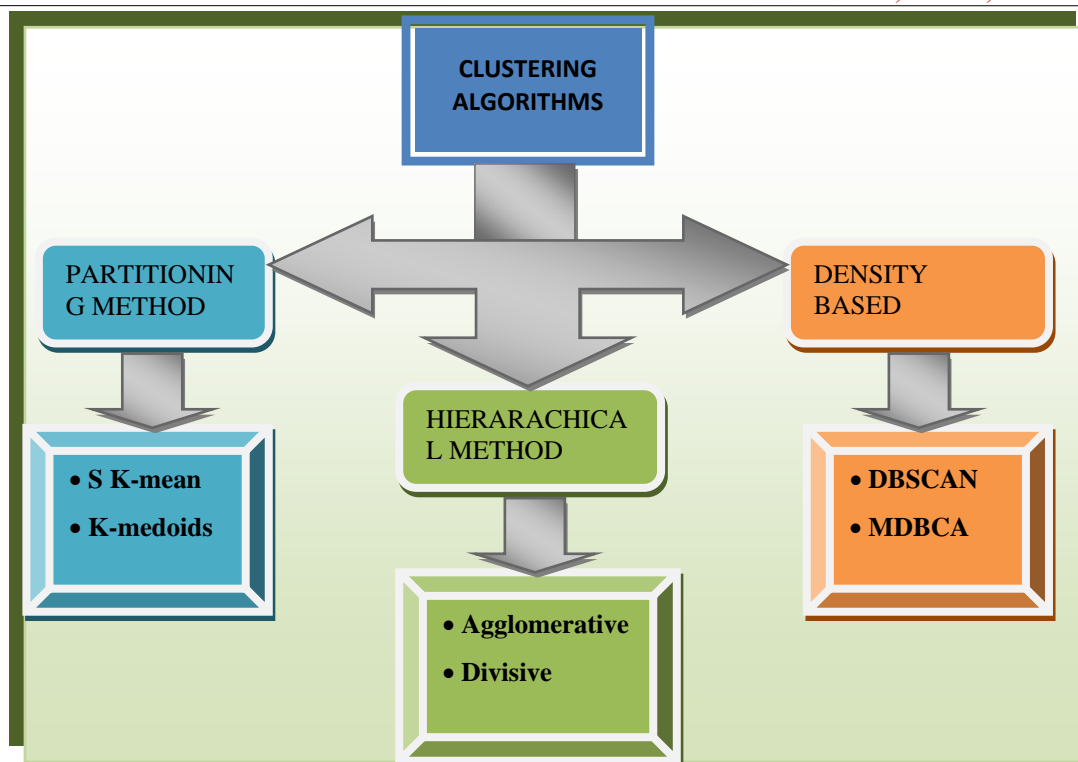 CLUSTERING
ALGORITHMS
PARTITIONIN
G METHOD
DENSITY
BASED
HIERARACHICA
L METHOD
• S K-mean
• K-medoids
• DBSCAN
• MDBCA
• Agglomerative
• Divisive